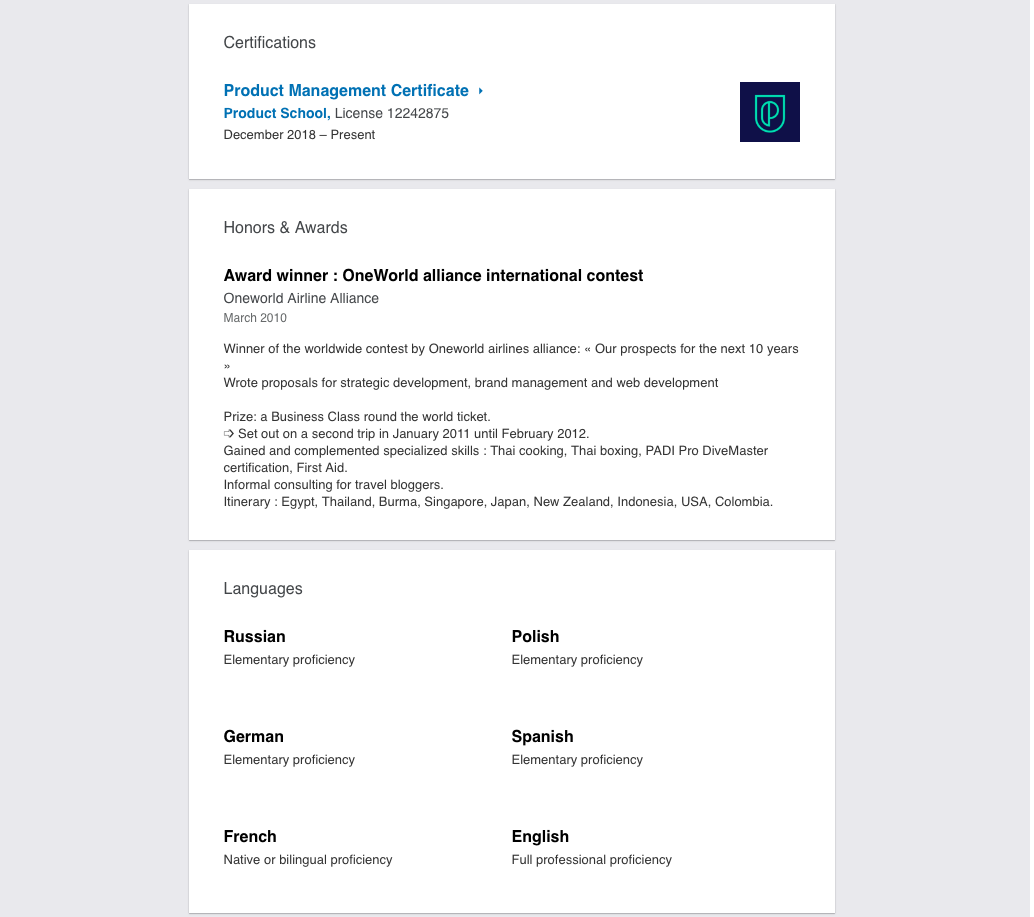 Certifications
Product Management Certificate
Product School, License 12242875
December 2018 – Present
Honors & Awards
Award winner : OneWorld alliance international contest
Oneworld Airline Alliance
March 2010
Winner of the worldwide contest by Oneworld airlines alliance: « Our prospects for the next 10 years
»
Wrote proposals for strategic development, brand management and web development
Prize: a Business Class round the world ticket.
➩ Set out on a second trip in January 2011 until February 2012.
Gained and complemented specialized skills : Thai cooking, Thai boxing, PADI Pro DiveMaster
certification, First Aid.
Informal consulting for travel bloggers.
Itinerary : Egypt, Thailand, Burma, Singapore, Japan, New Zealand, Indonesia, USA, Colombia.
Languages
Russian
Elementary proficiency
Polish
Elementary proficiency
German
Elementary proficiency
Spanish
Elementary proficiency
French
Native or bilingual proficiency
English
Full professional proficiency